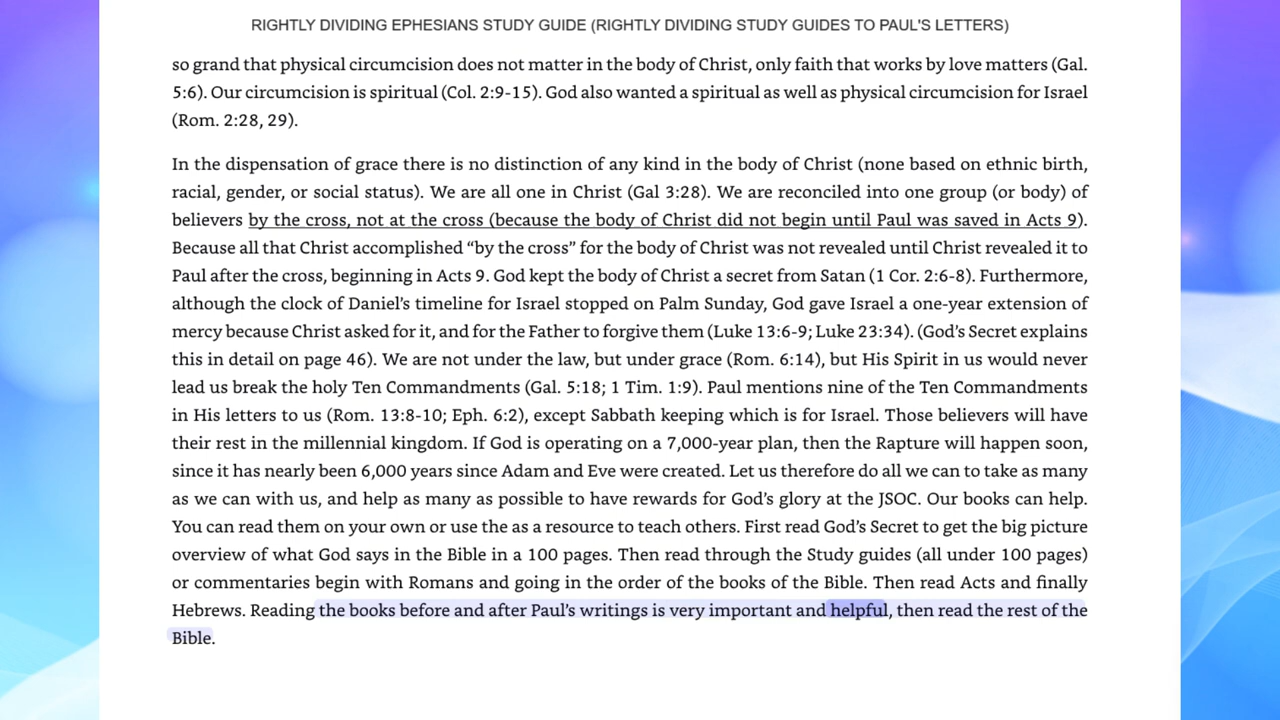 RIGHTLY DIVIDING EPHESIANS STUDY GUIDE (RIGHTLY DIVIDING STUDY GUIDES TO PAUL'S LETTERS)
so grand that physical circumcision does not matter in the body of Christ, only faith that works by love matters (Gal.
5:6). Our circumcision is spiritual (Col. 2:9-15). God also wanted a spiritual as well as physical circumcision for Israel
(Rom. 2:28, 29).
In the dispensation of grace there is no distinction of any kind in the body of Christ (none based on ethnic birth,
racial, gender, or social status). We are all one in Christ (Gal 3:28). We are reconciled into one group (or body) of
believers by the cross, not at the cross (because the body of Christ did not begin until Paul was saved in Acts 9).
Because all that Christ accomplished “by the cross” for the body of Christ was not revealed until Christ revealed it to
Paul after the cross, beginning in Acts 9. God kept the body of Christ a secret from Satan (1 Cor. 2:6-8). Furthermore,
although the clock of Daniel’s timeline for Israel stopped on Palm Sunday, God gave Israel a one-year extension of
mercy because Christ asked for it, and for the Father to forgive them (Luke 13:6-9; Luke 23:34). (God’s Secret explains
this in detail on page 46). We are not under the law, but under grace (Rom. 6:14), but His Spirit in us would never
lead us break the holy Ten Commandments (Gal. 5:18; 1 Tim. 1:9). Paul mentions nine of the Ten Commandments
in His letters to us (Rom. 13:8-10; Eph. 6:2), except Sabbath keeping which is for Israel. Those believers will have
their rest in the millennial kingdom. If God is operating on a 7,000-year plan, then the Rapture will happen soon,
since it has nearly been 6,000 years since Adam and Eve were created. Let us therefore do all we can to take as many
as we can with us, and help as many as possible to have rewards for God’s glory at the JSOC. Our books can help.
You can read them on your own or use the as a resource to teach others. First read God’s Secret to get the big picture
overview of what God says in the Bible in a 100 pages. Then read through the Study guides (all under 100 pages)
or commentaries begin with Romans and going in the order of the books of the Bible. Then read Acts and finally
Hebrews. Reading the books before and after Paul’s writings is very important and helpful, then read the rest of the
Bible.